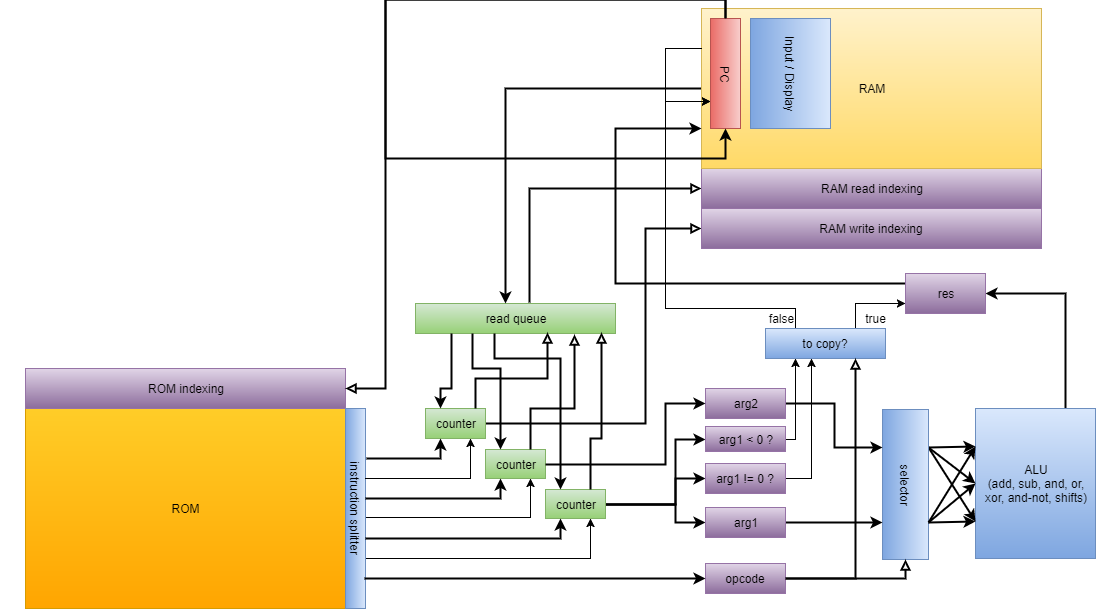 PC
Input / Display
RAM
RAM read indexing
RAM write indexing
res
false
true
read queue
to copy?
ROM indexing
counter
arg2
counter
arg1 < 0 ?
counter
arg1 != 0 ?
arg1
opcode
ROM
instruction splitter
selector
ALU
(add, sub, and, or,
xor, and-not, shifts)